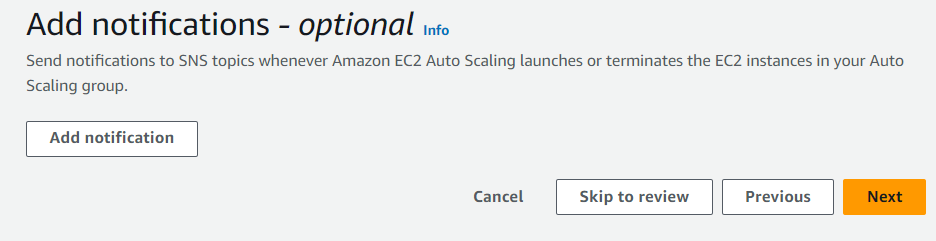 Add notifications - optional Info
Send notifications to SNS topics whenever Amazon EC2 Auto Scaling launches or terminates the EC2 instances in your Auto
Scaling group.
Add notification
Cancel Skip to review Previous Next